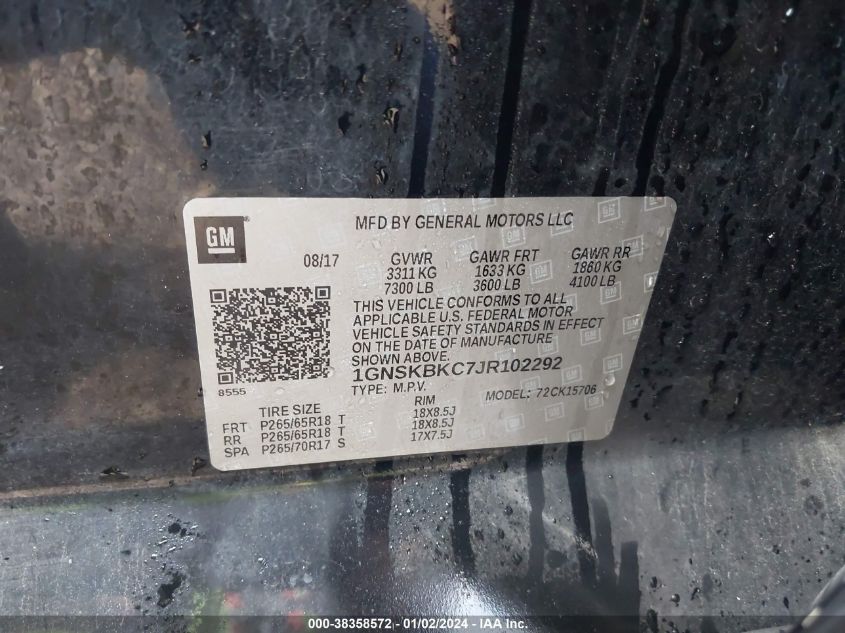 GM
MFD BY GENERAL MOTORS LLC
08/17 GVWR GAWR FRT GAWR RR
3311 KG 1633 KG 1860 KG
7300 LB 3600 LB 4100 LB
THIS VEHICLE CONFORMS TO ALL
APPLICABLE U.S. FEDERAL MOTOR
VEHICLE SAFETY STANDARDS IN EFFECT
ON THE DATE OF MANUFACTURE
SHOWN ABOVE.
1GNSKBKC7JR102292
8555
TYPE: M.P.V. MODEL: 72CK15706
TIRE SIZE RIM
FRT P265/65R18 T 18X8.5J
RR P265/65R18 T 18X8.5J
SPA P265/70R17 S 17X7.5J
000-38358572 - 01/02/2024 - IAA Inc.